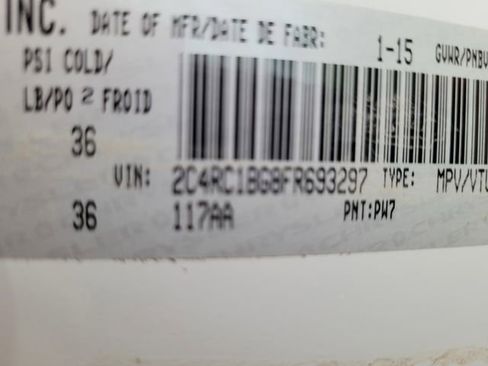 INC. DATE OF MFR/DATE DE FABR: 1-15 GVWR/PNBV
PSI COLD/
LB/PO 2 FROID
36
VIN: 2C4RC1BG8FR693297 TYPE: MPV/VTU
36 117AA PNT:PW7